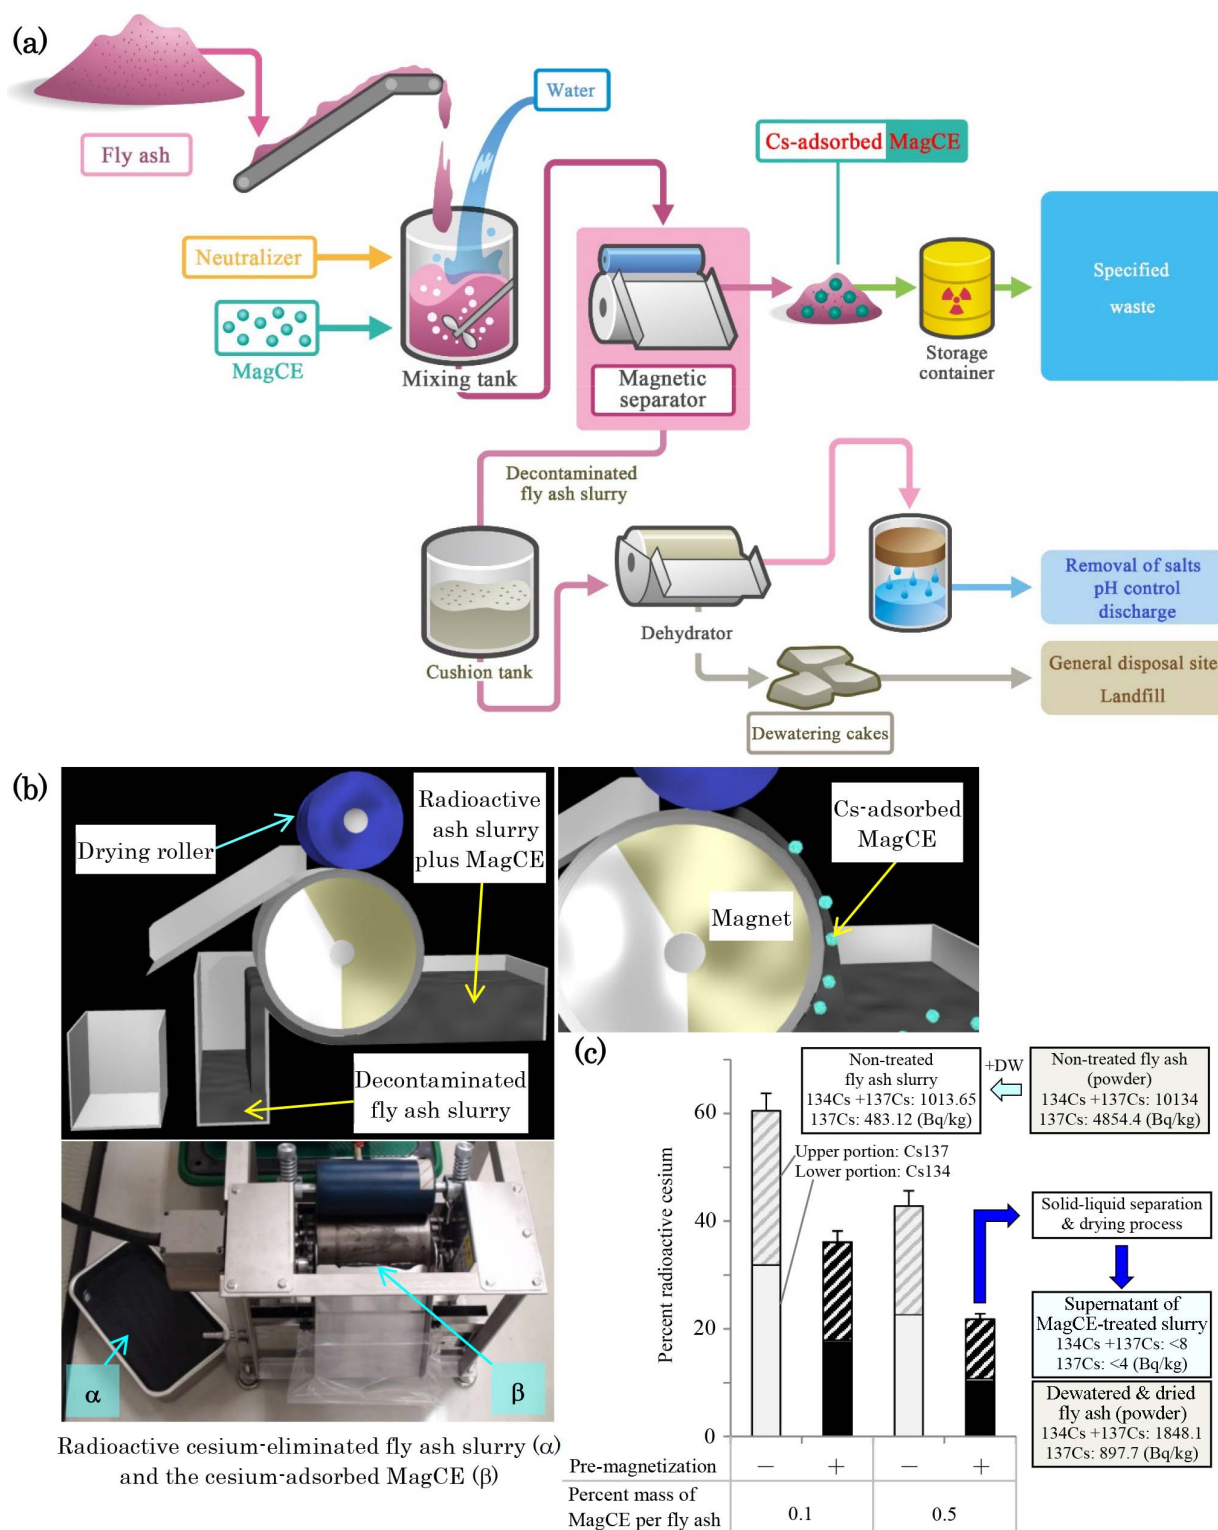 (a)
Fly ash
Water
Neutralizer
MagCE
Mixing tank
Magnetic
separator
Cs-adsorbed MagCE
Storage
container
Specified
waste
Decontaminated
fly ash slurry
Cushion tank
Dehydrator
Dewatering cakes
Removal of salts
pH control
discharge
General disposal site
Landfill
(b)
Drying roller
Radioactive
ash slurry
plus MagCE
Decontaminated
fly ash slurry
Cs-adsorbed
MagCE
Magnet
α
β
Radioactive cesium-eliminated fly ash slurry (α)
and the cesium-adsorbed MagCE (β)
(c)
Non-treated
fly ash slurry
134Cs +137Cs: 1013.65
137Cs: 483.12 (Bq/kg)
+DW
Non-treated fly ash
(powder)
134Cs +137Cs: 10134
137Cs: 4854.4 (Bq/kg)
Upper portion: Cs137
Lower portion: Cs134
Solid-liquid separation
& drying process
Supernatant of
MagCE-treated slurry
134Cs +137Cs: <8
137Cs: <4 (Bq/kg)
Dewatered & dried
fly ash (powder)
134Cs +137Cs: 1848.1
137Cs: 897.7 (Bq/kg)
Percent radioactive cesium
60
40
20
0
Pre-magnetization − + − +
Percent mass of
MagCE per fly ash 0.1 0.5